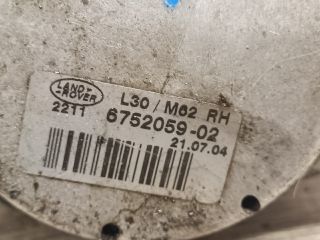 LAND-
-ROVER
L30 / M62 RH
2211
6752059-02
21.07.04